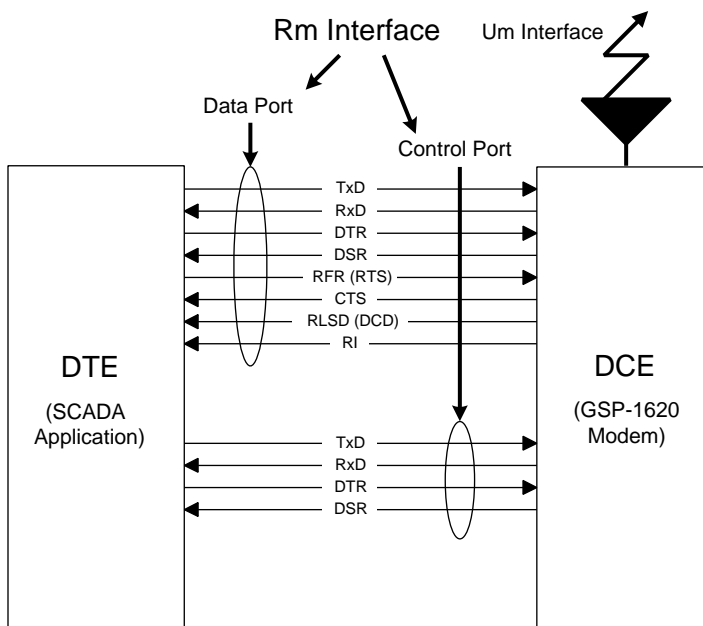 Rm Interface
Um Interface
Data Port
Control Port
TxD
RxD
DTR
DSR
RFR (RTS)
CTS
RLSD (DCD)
RI
DTE
(SCADA
Application)
DCE
(GSP-1620
Modem)
TxD
RxD
DTR
DSR